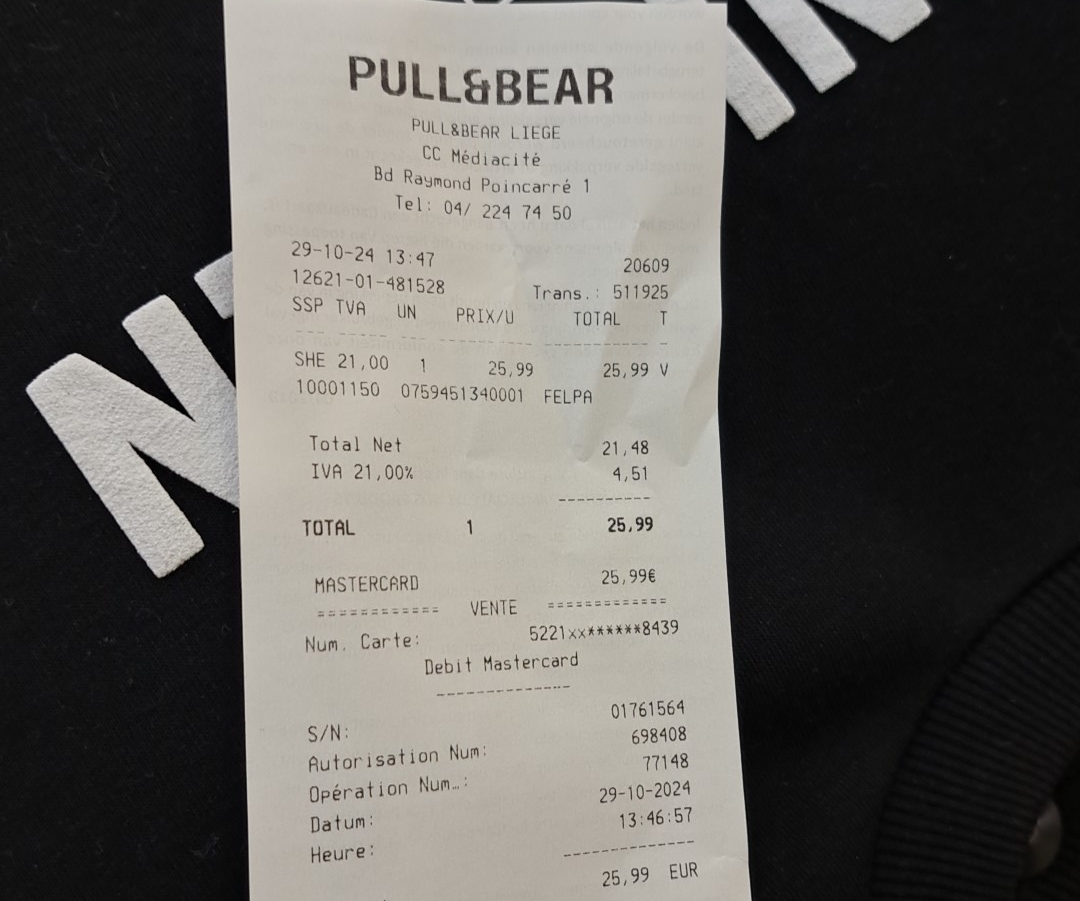 PULL&BEAR
PULL&BEAR LIEGE
CC Médiacité
Bd Raymond Poincarré 1
Tel: 04/ 224 74 50
29-10-24 13:47 20609
12621-01-481528 Trans.: 511925
SSP TVA UN PRIX/U TOTAL T
--- ----- --- --------- ----------- -
SHE 21,00 1 25,99 25,99 V
10001150 0759451340001 FELPA
Total Net 21,48
IVA 21,00% 4,51
----------
TOTAL 1 25,99
MASTERCARD 25,99€
============ VENTE ============
Num. Carte: 5221xx******8439
Debit Mastercard
--------------
S/N: 01761564
Autorisation Num: 698408
Opération Num…: 77148
Datum: 29-10-2024
Heure: 13:46:57
-------------
25,99 EUR